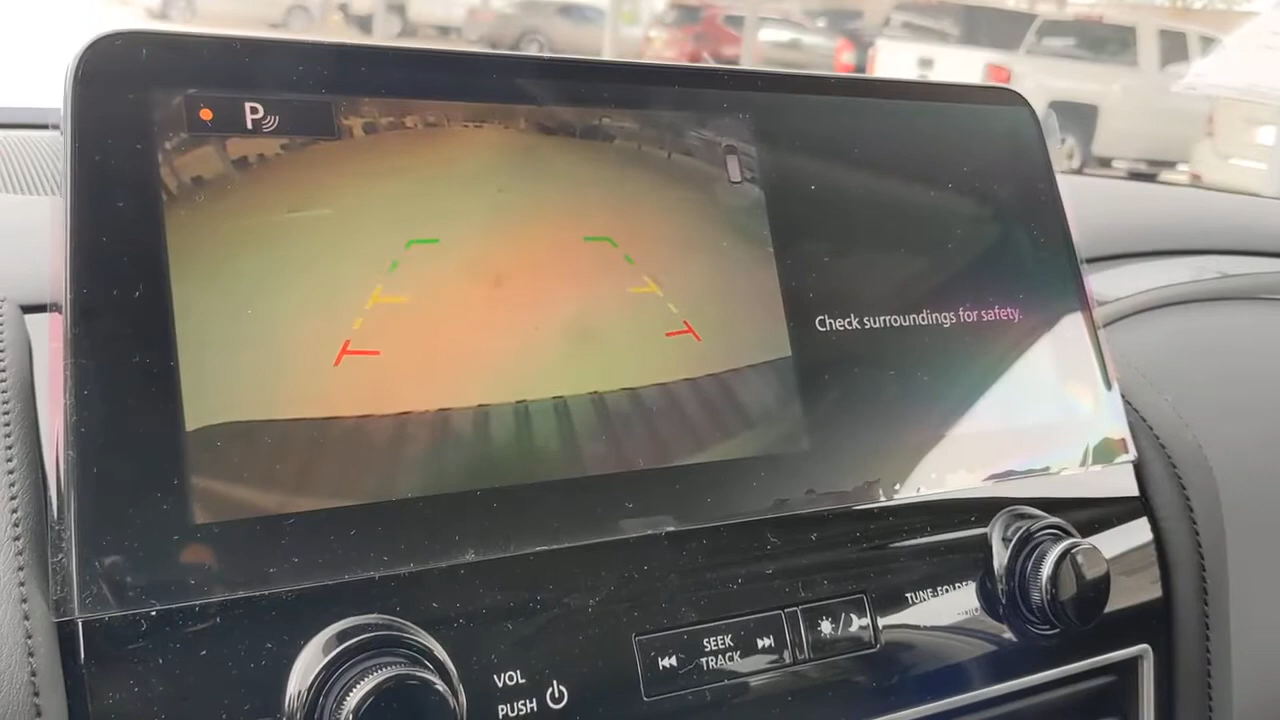 P
Check surroundings for safety.
TUNE·FOLDER
SEEK
TRACK
VOL
PUSH